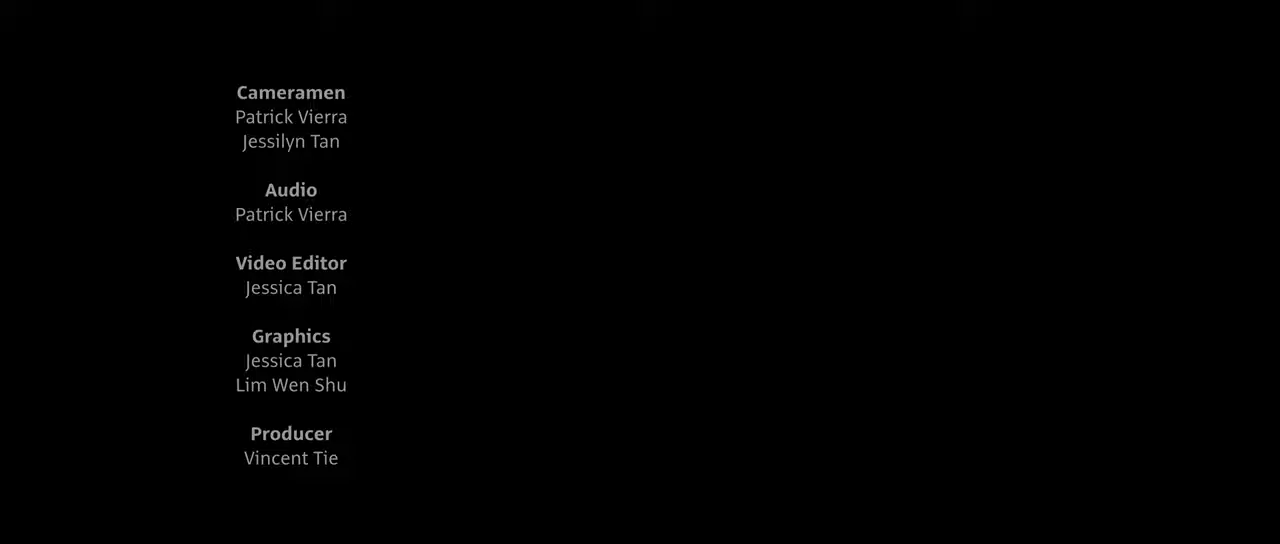 Cameramen
Patrick Vierra
Jessilyn Tan
Audio
Patrick Vierra
Video Editor
Jessica Tan
Graphics
Jessica Tan
Lim Wen Shu
Producer
Vincent Tie